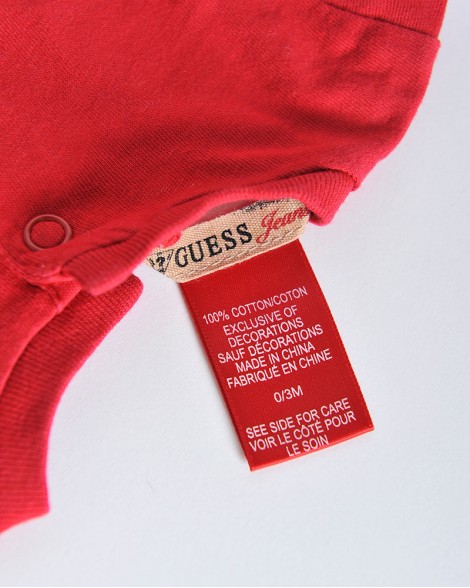 GUESS Jeans
100% COTTON/COTON
EXCLUSIVE OF
DECORATIONS
SAUF DÉCORATIONS
MADE IN CHINA
FABRIQUÉ EN CHINE
0/3M
SEE SIDE FOR CARE
VOIR LE CÔTÉ POUR
LE SOIN